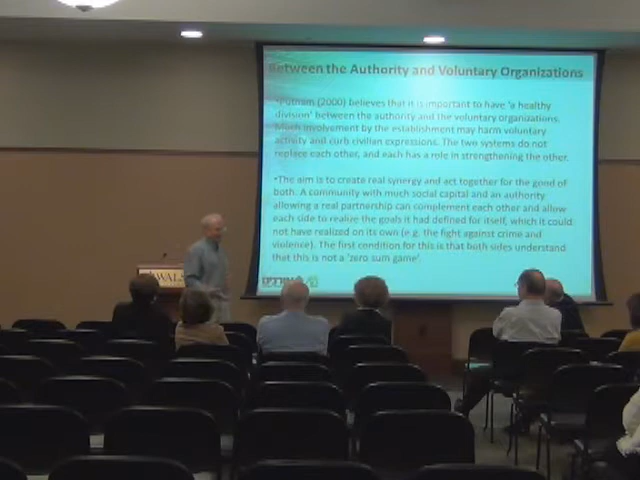 Between the Authority and Voluntary Organizations
•Putnam (2000) believes that it is important to have 'a healthy
division' between the authority and the voluntary organizations.
Much involvement by the establishment may harm voluntary
activity and curb civilian expressions. The two systems do not
replace each other, and each has a role in strengthening the other.
•The aim is to create real synergy and act together for the good of
both. A community with much social capital and an authority
allowing a real partnership can complement each other and allow
each side to realize the goals it had defined for itself, which it could
not have realized on its own (e.g. the fight against crime and
violence). The first condition for this is that both sides understand
that this is not a 'zero sum game'.